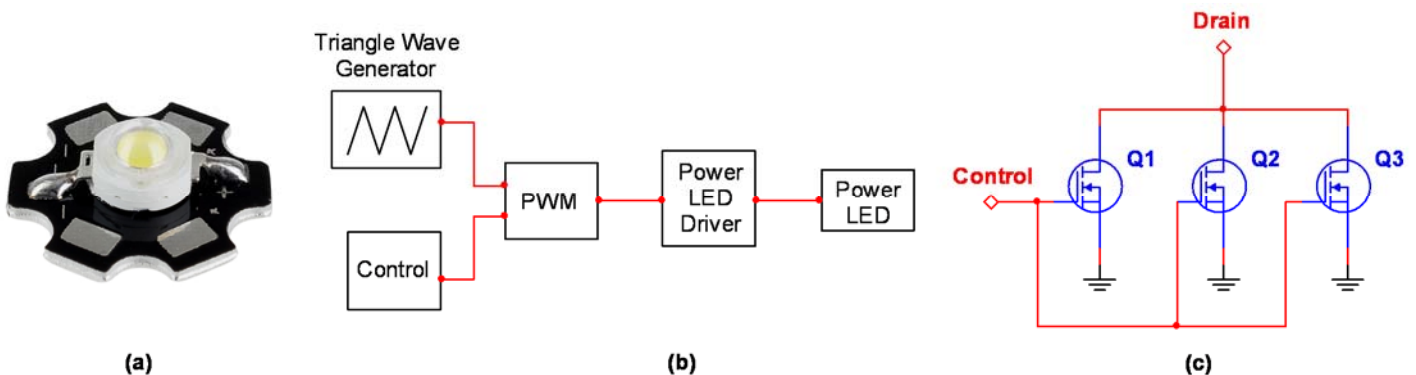 Triangle Wave
Generator
PWM
Control
Power
LED
Driver
Power
LED
Drain
Control
Q1
Q2
Q3
(a)
(b)
(c)